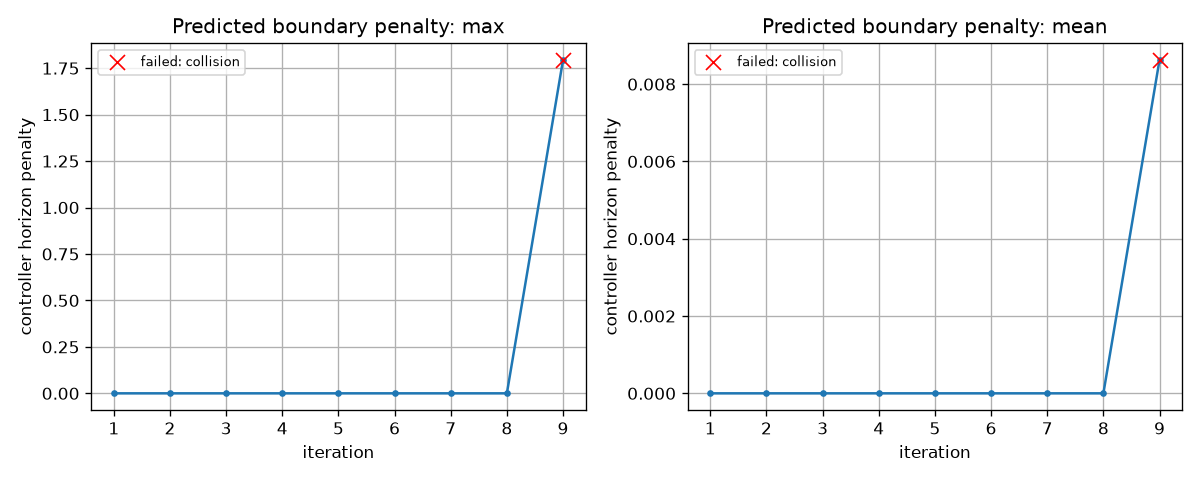 Predicted boundary penalty: max
failed: collision
controller horizon penalty
1.75
1.50
1.25
1.00
0.75
0.50
0.25
0.00
1 2 3 4 5 6 7 8 9
iteration
Predicted boundary penalty: mean
failed: collision
controller horizon penalty
0.008
0.006
0.004
0.002
0.000
1 2 3 4 5 6 7 8 9
iteration